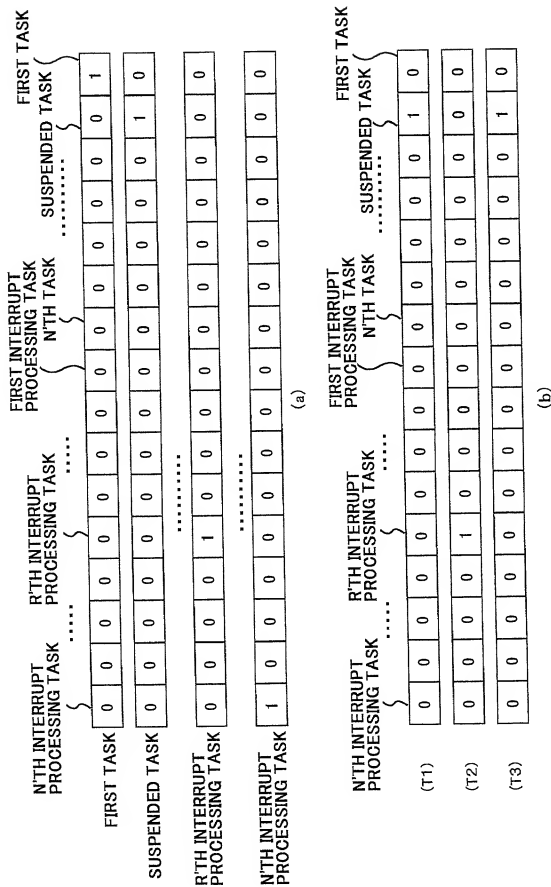 N'TH INTERRUPT
PROCESSING TASK
.....
R'TH INTERRUPT
PROCESSING TASK
.....
FIRST INTERRUPT
PROCESSING TASK
N'TH TASK
..........
SUSPENDED TASK
FIRST TASK
FIRST TASK 0 0 0 0 0 0 0 0 0 0 0 0 0 0 0 1
SUSPENDED TASK 0 0 0 0 0 0 0 0 0 0 0 0 0 0 1 0
..........
R'TH INTERRUPT
PROCESSING TASK 0 0 0 0 1 0 0 0 0 0 0 0 0 0 0 0
..........
N'TH INTERRUPT
PROCESSING TASK 1 0 0 0 0 0 0 0 0 0 0 0 0 0 0 0
(a)
N'TH INTERRUPT
PROCESSING TASK
.....
R'TH INTERRUPT
PROCESSING TASK
.....
FIRST INTERRUPT
PROCESSING TASK
N'TH TASK
..........
SUSPENDED TASK
FIRST TASK
(T1) 0 0 0 0 0 0 0 0 0 0 0 0 0 0 1 0
(T2) 0 0 0 0 1 0 0 0 0 0 0 0 0 0 0 0
(T3) 0 0 0 0 0 0 0 0 0 0 0 0 0 0 1 0
(b)